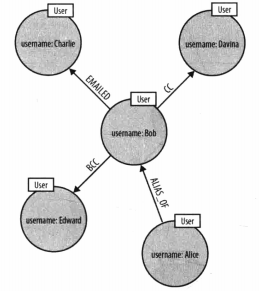 User
username: Charlie
User
username: Davina
EMAILED
CC
User
username: Bob
BCC
ALIAS_OF
User
username: Edward
User
username: Alice